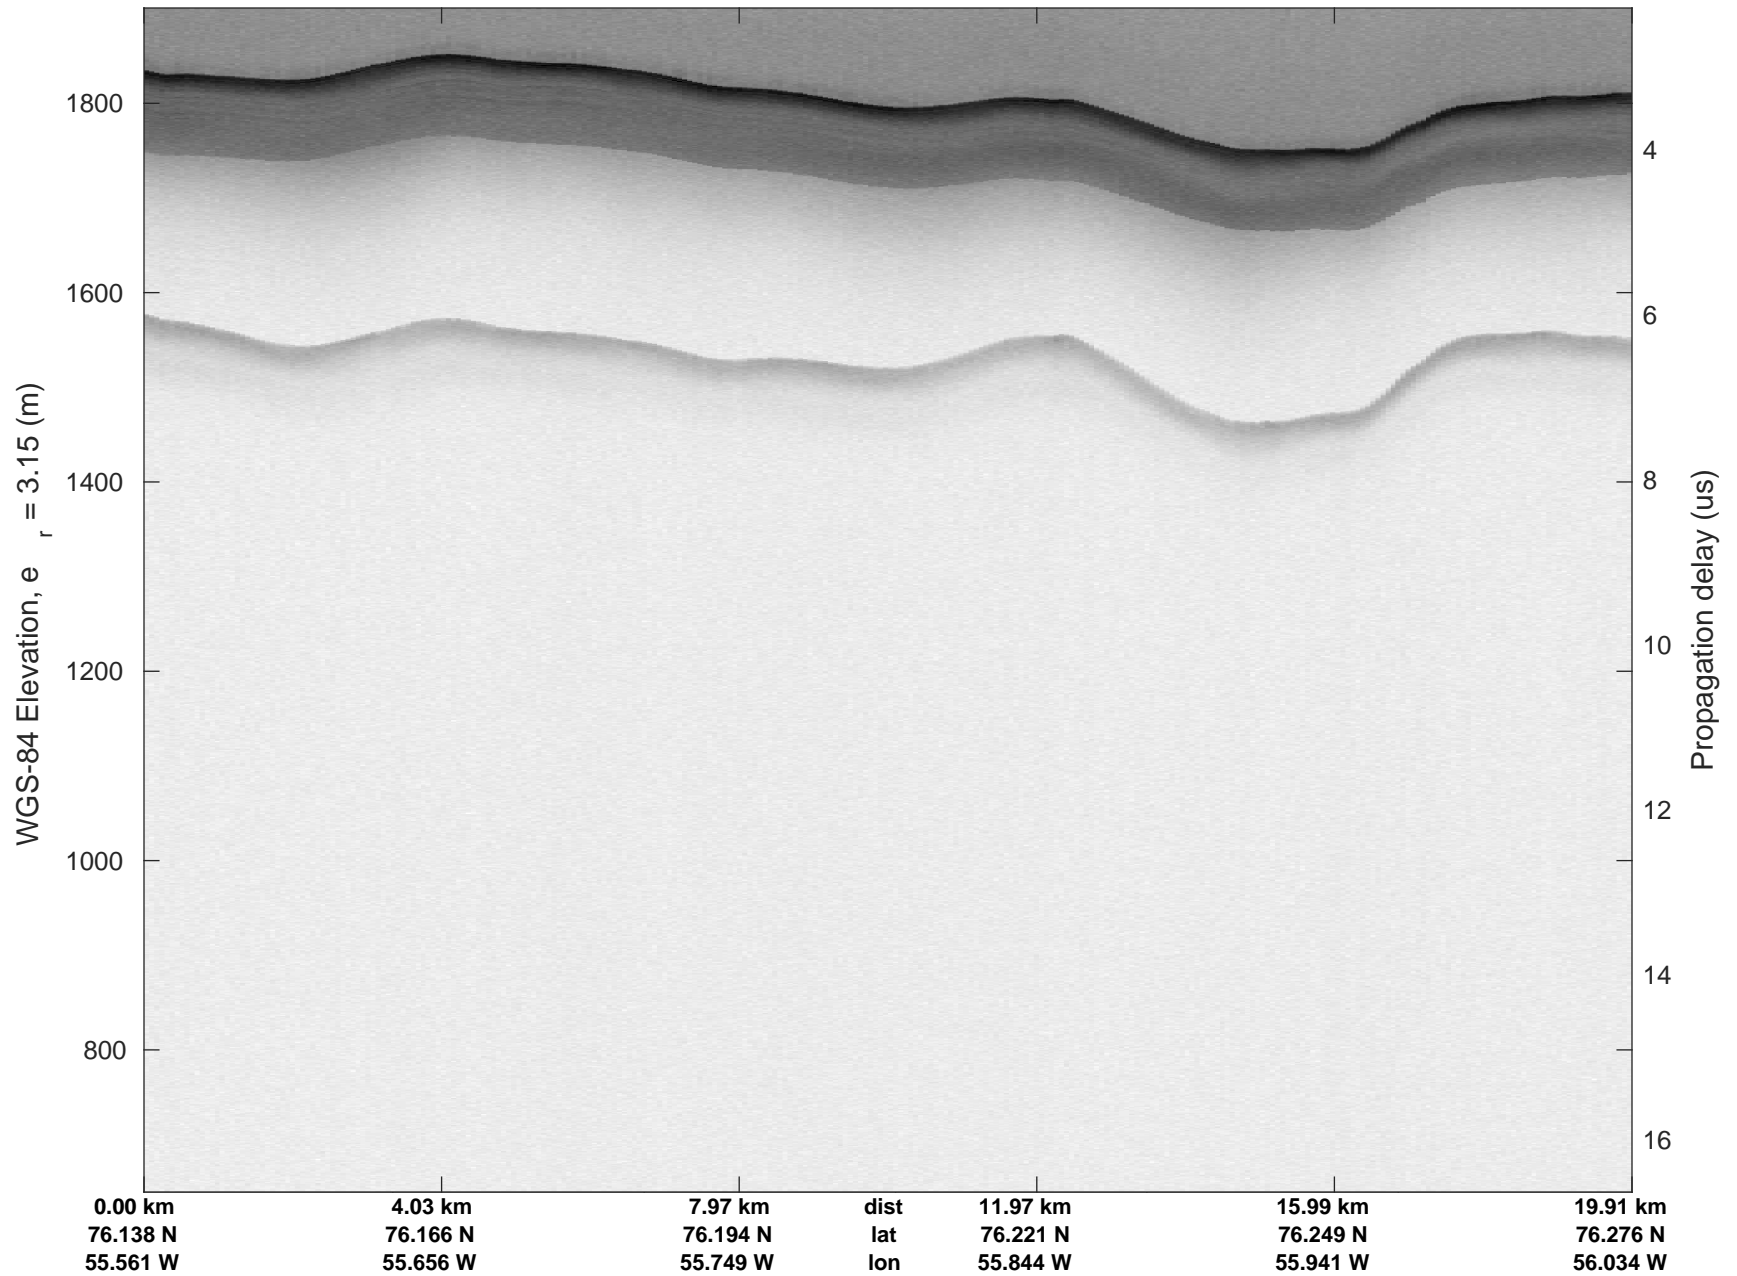 1800
1600
1400
1200
1000
800
WGS-84 Elevation, e r = 3.15 (m)
4
6
8
10
12
14
16
Propagation delay (us)
0.00 km 4.03 km 7.97 km dist 11.97 km 15.99 km 19.91 km
76.138 N 76.166 N 76.194 N lat 76.221 N 76.249 N 76.276 N
55.561 W 55.656 W 55.749 W lon 55.844 W 55.941 W 56.034 W